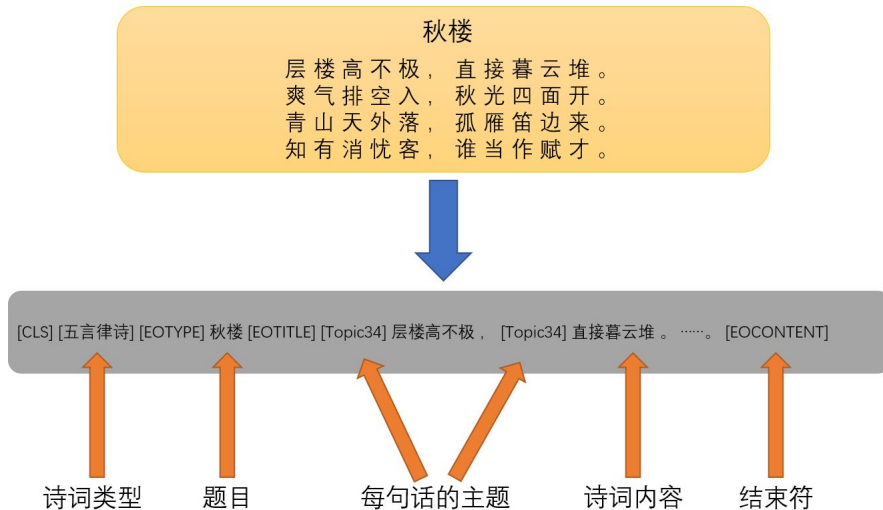 秋楼
层楼高不极，直接暮云堆。
爽气排空入，秋光四面开。
青山天外落，孤雁笛边来。
知有消忧客，谁当作赋才。
[CLS] [五言律诗] [EOTYPE] 秋楼 [EOTITLE] [Topic34] 层楼高不极， [Topic34] 直接暮云堆 。 ……。 [EOCONTENT]
诗词类型 题目 每句话的主题 诗词内容 结束符